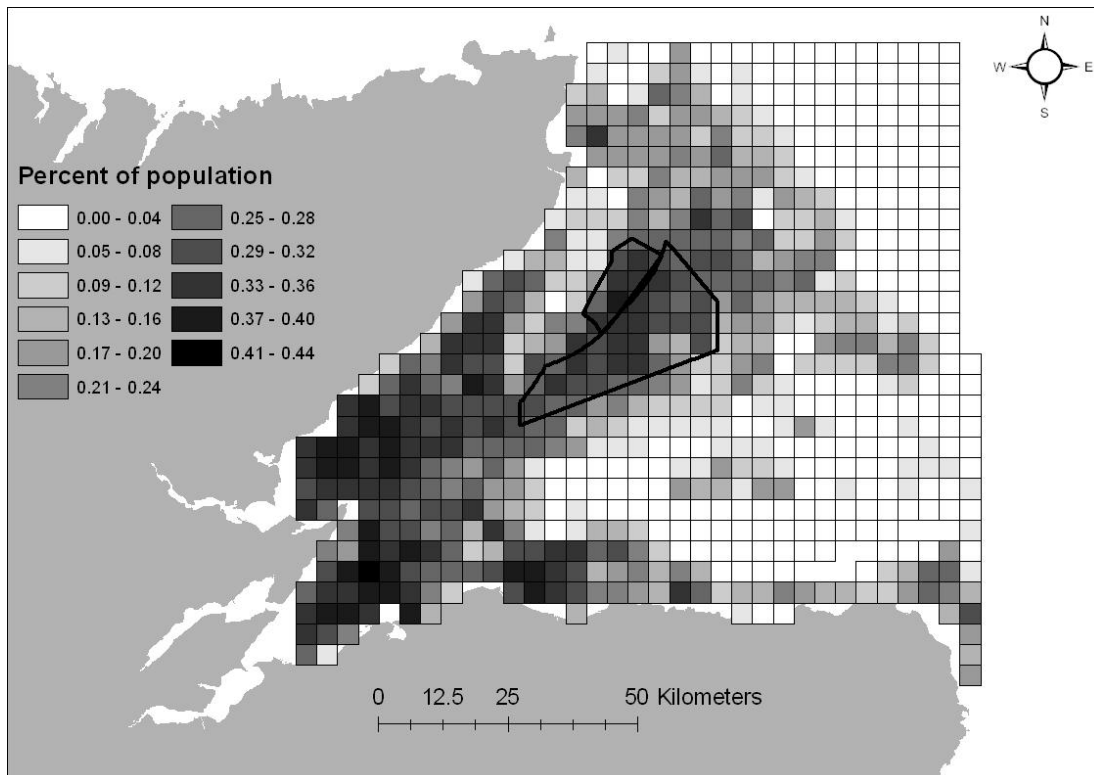 N
W E
S
Percent of population
0.00 - 0.04 0.25 - 0.28
0.05 - 0.08 0.29 - 0.32
0.09 - 0.12 0.33 - 0.36
0.13 - 0.16 0.37 - 0.40
0.17 - 0.20 0.41 - 0.44
0.21 - 0.24
0 12.5 25 50 Kilometers